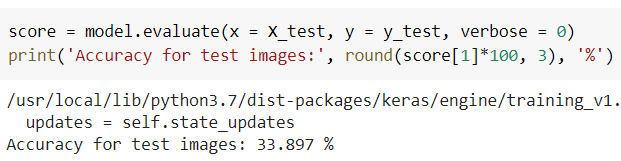 score = model.evaluate(x = X_test, y = y_test, verbose = 0)
print('Accuracy for test images:', round(score[1]*100, 3), '%')
/usr/local/lib/python3.7/dist-packages/keras/engine/training_v1.
updates = self.state_updates
Accuracy for test images: 33.897 %